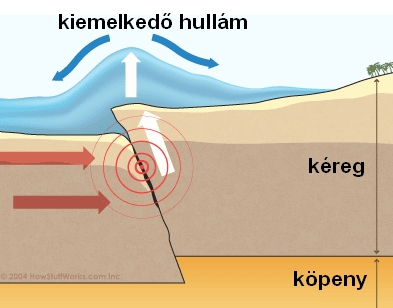 kiemelkedő hullám
kéreg
köpeny
© 2004 HowStuffWorks.com Inc.